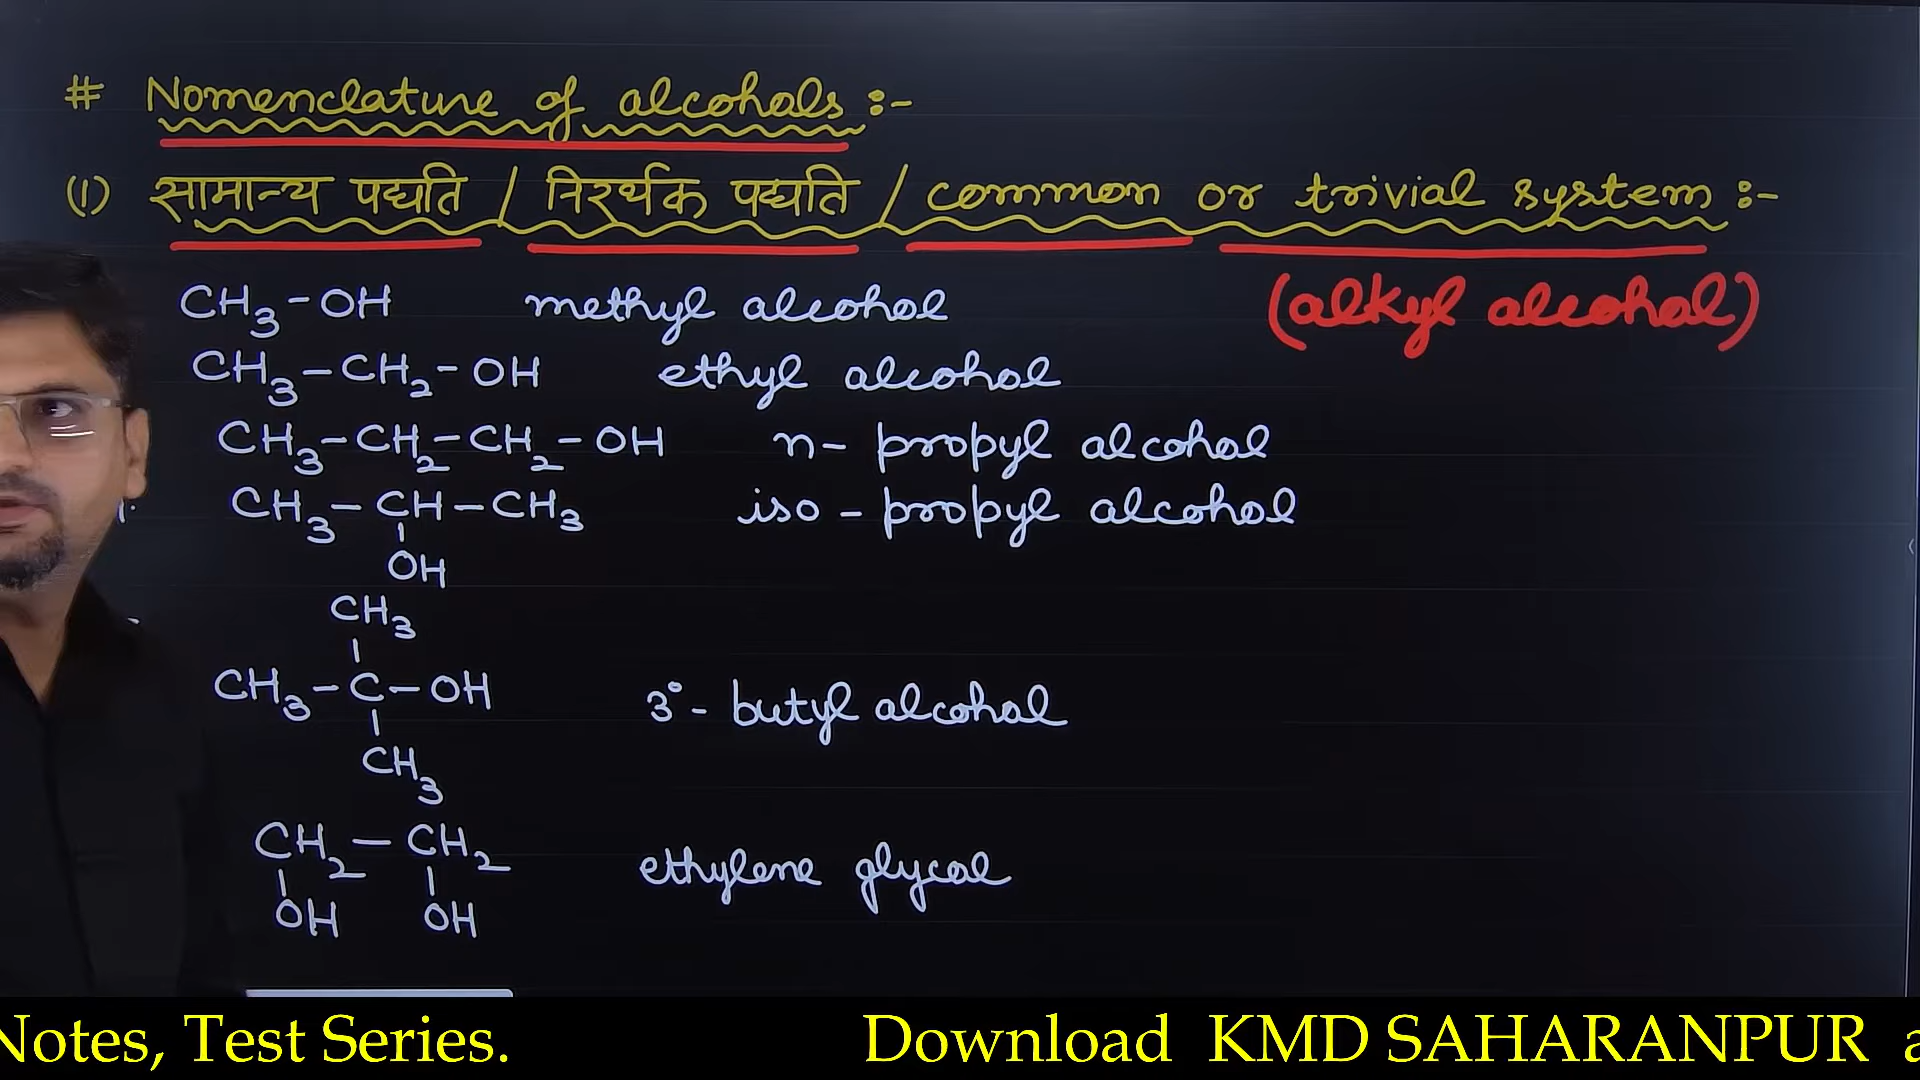 # Nomenclature of alcohols :-
(1) सामान्य पद्धति / निरर्थक पद्धति / common or trivial system :-
(alkyl alcohol)
CH3-OH methyl alcohol
CH3-CH2-OH ethyl alcohol
CH3-CH2-CH2-OH n- propyl alcohol
CH3-CH-CH3 iso - propyl alcohol
OH
CH3
CH3-C-OH 3°- butyl alcohol
CH3
CH2-CH2 ethylene glycol
OH OH
Notes, Test Series. Download KMD SAHARANPUR